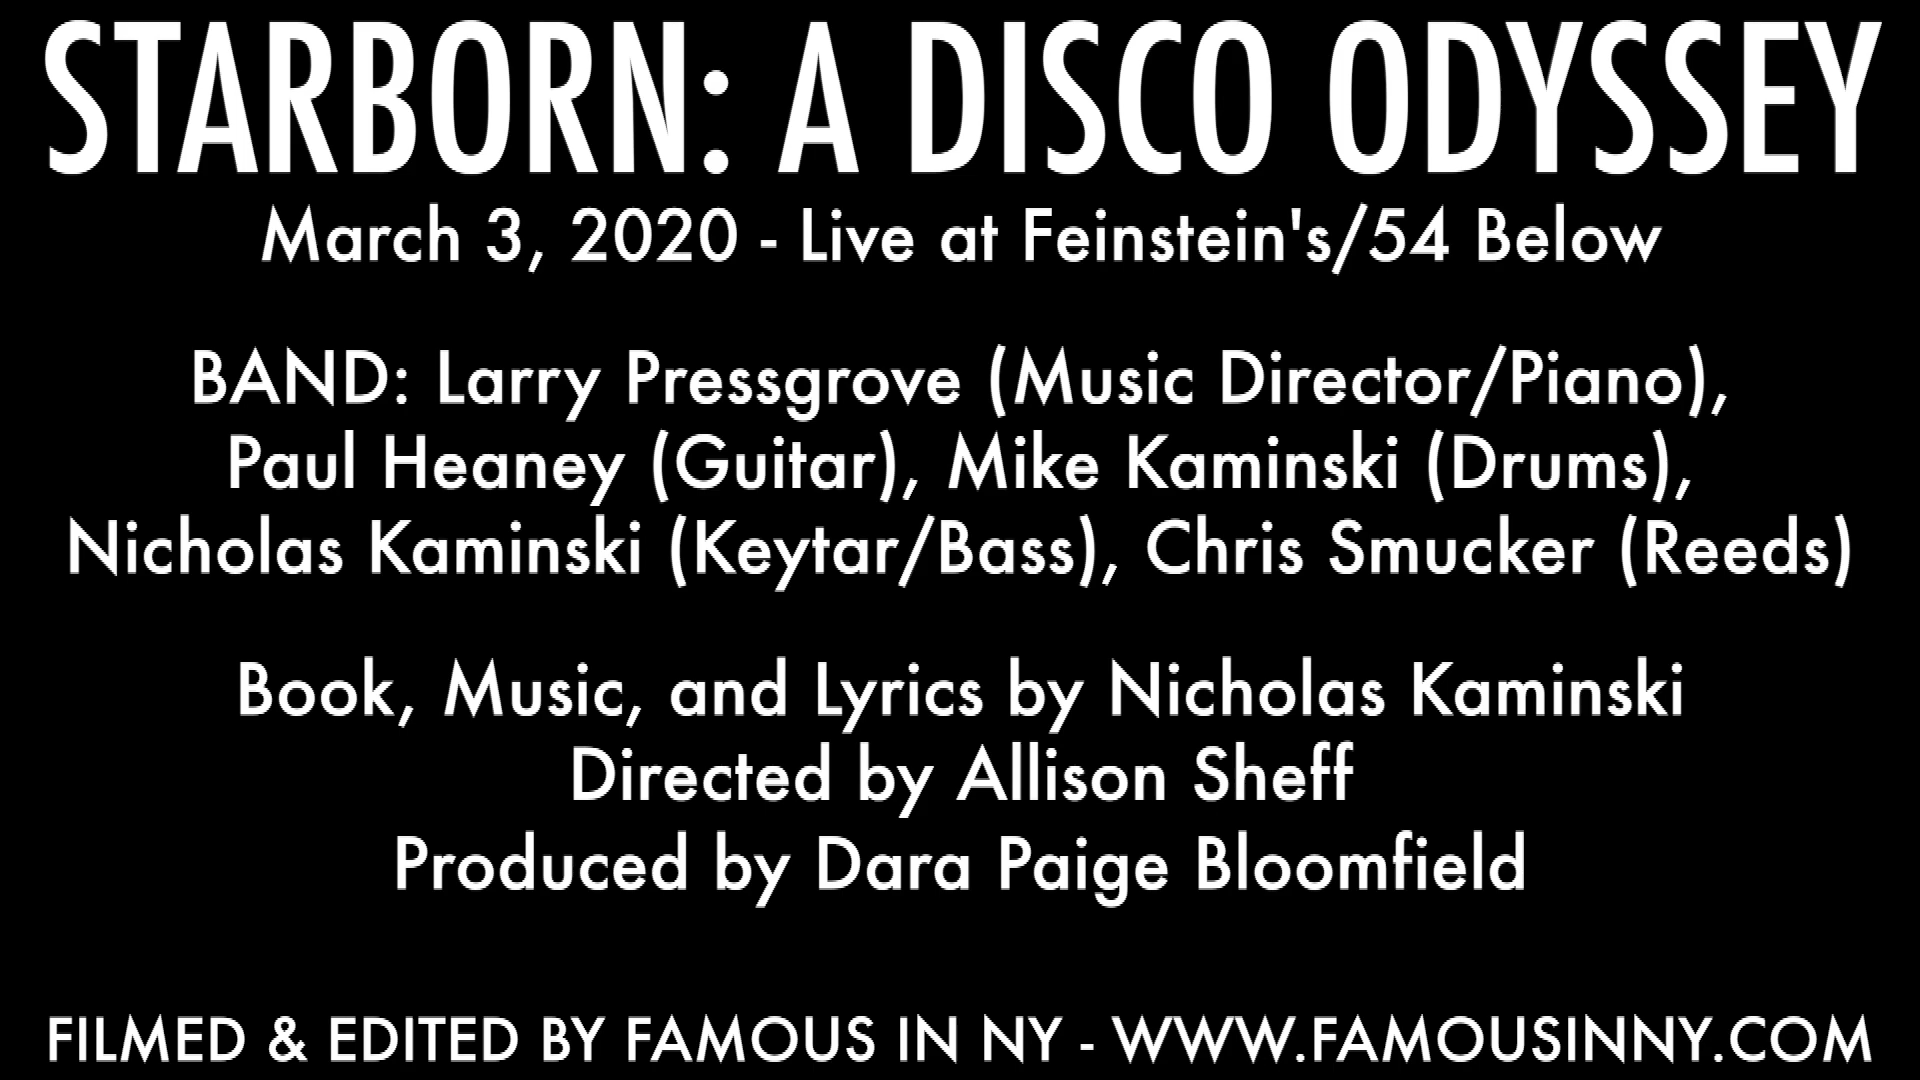 STARBORN: A DISCO ODYSSEY
March 3, 2020 - Live at Feinstein's/54 Below
BAND: Larry Pressgrove (Music Director/Piano),
Paul Heaney (Guitar), Mike Kaminski (Drums),
Nicholas Kaminski (Keytar/Bass), Chris Smucker (Reeds)
Book, Music, and Lyrics by Nicholas Kaminski
Directed by Allison Sheff
Produced by Dara Paige Bloomfield
FILMED & EDITED BY FAMOUS IN NY - WWW.FAMOUSINNY.COM